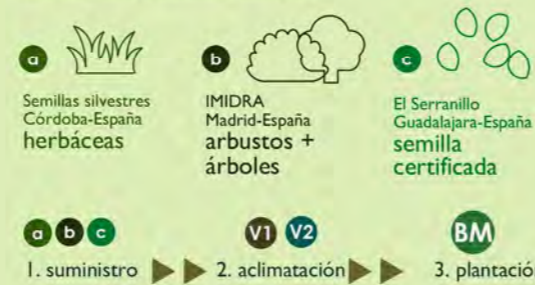 a
Semillas silvestres
Córdoba-España
herbáceas
b
IMIDRA
Madrid-España
arbustos +
árboles
c
El Serranillo
Guadalajara-España
semilla
certificada
a b c
V1 V2
BM
1. suministro
2. aclimatación
3. plantació